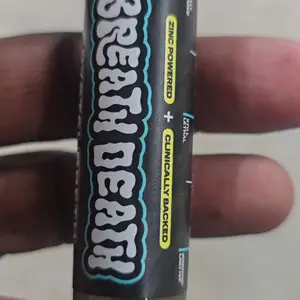 BREATH DEATH
ZINC POWERED
+
CLINICALLY BACKED